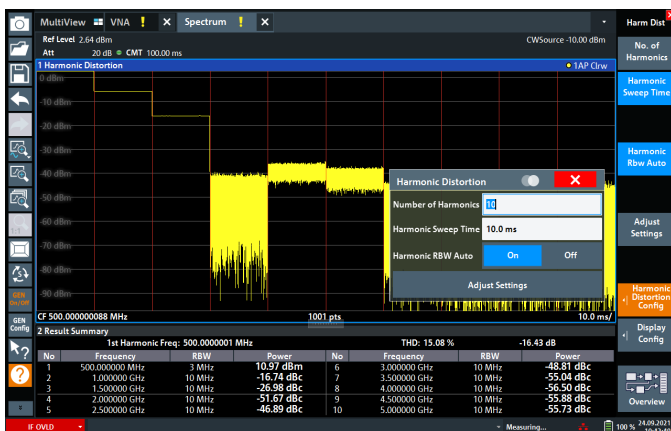 MultiView VNA ! X Spectrum ! X
Harm Dist
Ref Level 2.64 dBm CWSource -10.00 dBm
Att 20 dB CMT 100.00 ms
1 Harmonic Distortion 1AP Clrw
0 dBm
-10 dBm
-20 dBm
-30 dBm
-40 dBm
-50 dBm
-60 dBm
-70 dBm
-80 dBm
-90 dBm
Harmonic Distortion
Number of Harmonics 10
Harmonic Sweep Time 10.0 ms
Harmonic RBW Auto On Off
Adjust Settings
CF 500.00000088 MHz 1001 pts 10.0 ms/
2 Result Summary
1st Harmonic Freq: 500.0000001 MHz THD: 15.08 % -16.43 dB
No Frequency RBW Power No Frequency RBW Power
1 500.000000 MHz 3 MHz 10.97 dBm 6 3.000000 GHz 10 MHz -48.81 dBc
2 1.000000 GHz 10 MHz -16.74 dBc 7 3.500000 GHz 10 MHz -55.04 dBc
3 1.500000 GHz 10 MHz -26.98 dBc 8 4.000000 GHz 10 MHz -56.50 dBc
4 2.000000 GHz 10 MHz -51.67 dBc 9 4.500000 GHz 10 MHz -55.88 dBc
5 2.500000 GHz 10 MHz -46.89 dBc 10 5.000000 GHz 10 MHz -55.73 dBc
No. of
Harmonics
Harmonic
Sweep Time
Harmonic
Rbw Auto
Adjust
Settings
Harmonic
Distortion
Config
Display
Config
Overview
GEN
On/Off
GEN
Config
IF OVLD Measuring... 100 % 24.09.2021